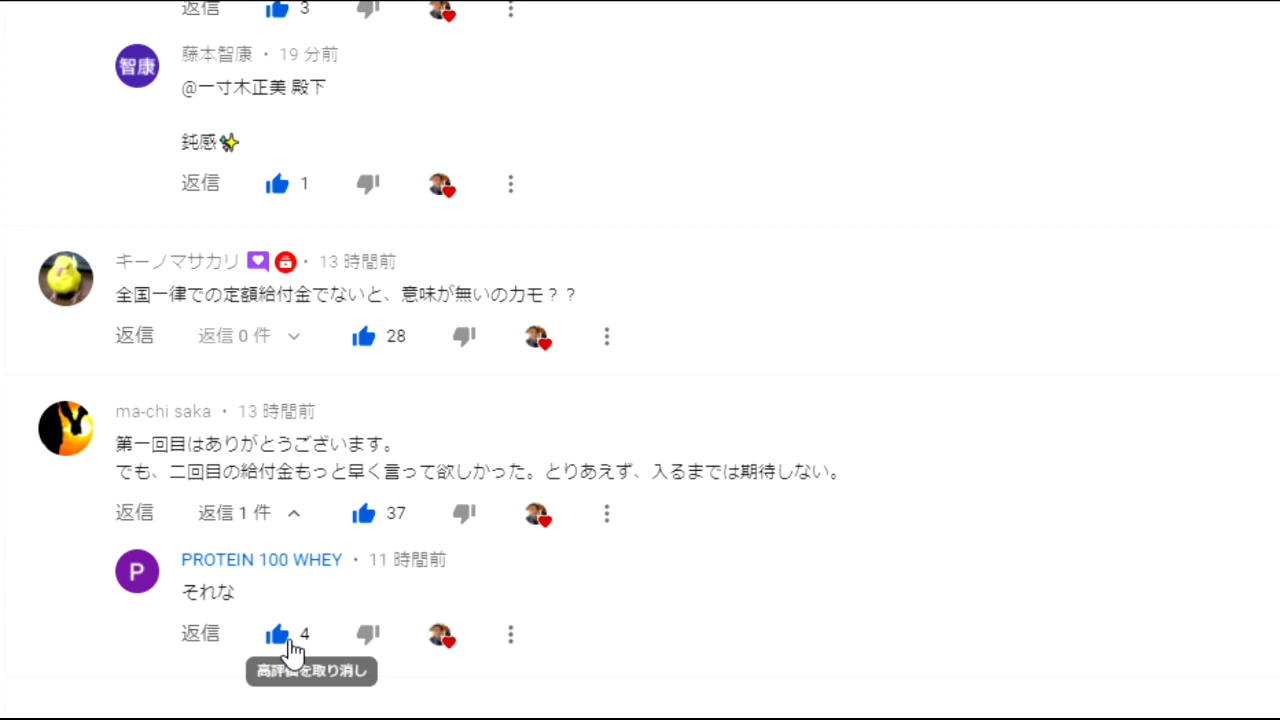 返信 3
智康
藤本智康 • 19 分前
@一寸木正美 殿下
鈍感✨
返信 1
キーノマサカリ • 13 時間前
全国一律での定額給付金でないと、意味が無いのカモ？？
返信 返信 0 件 28
ma-chi saka • 13 時間前
第一回目はありがとうございます。
でも、二回目の給付金もっと早く言って欲しかった。とりあえず、入るまでは期待しない。
返信 返信 1 件 37
P
PROTEIN 100 WHEY • 11 時間前
それな
返信 4
高評価を取り消し